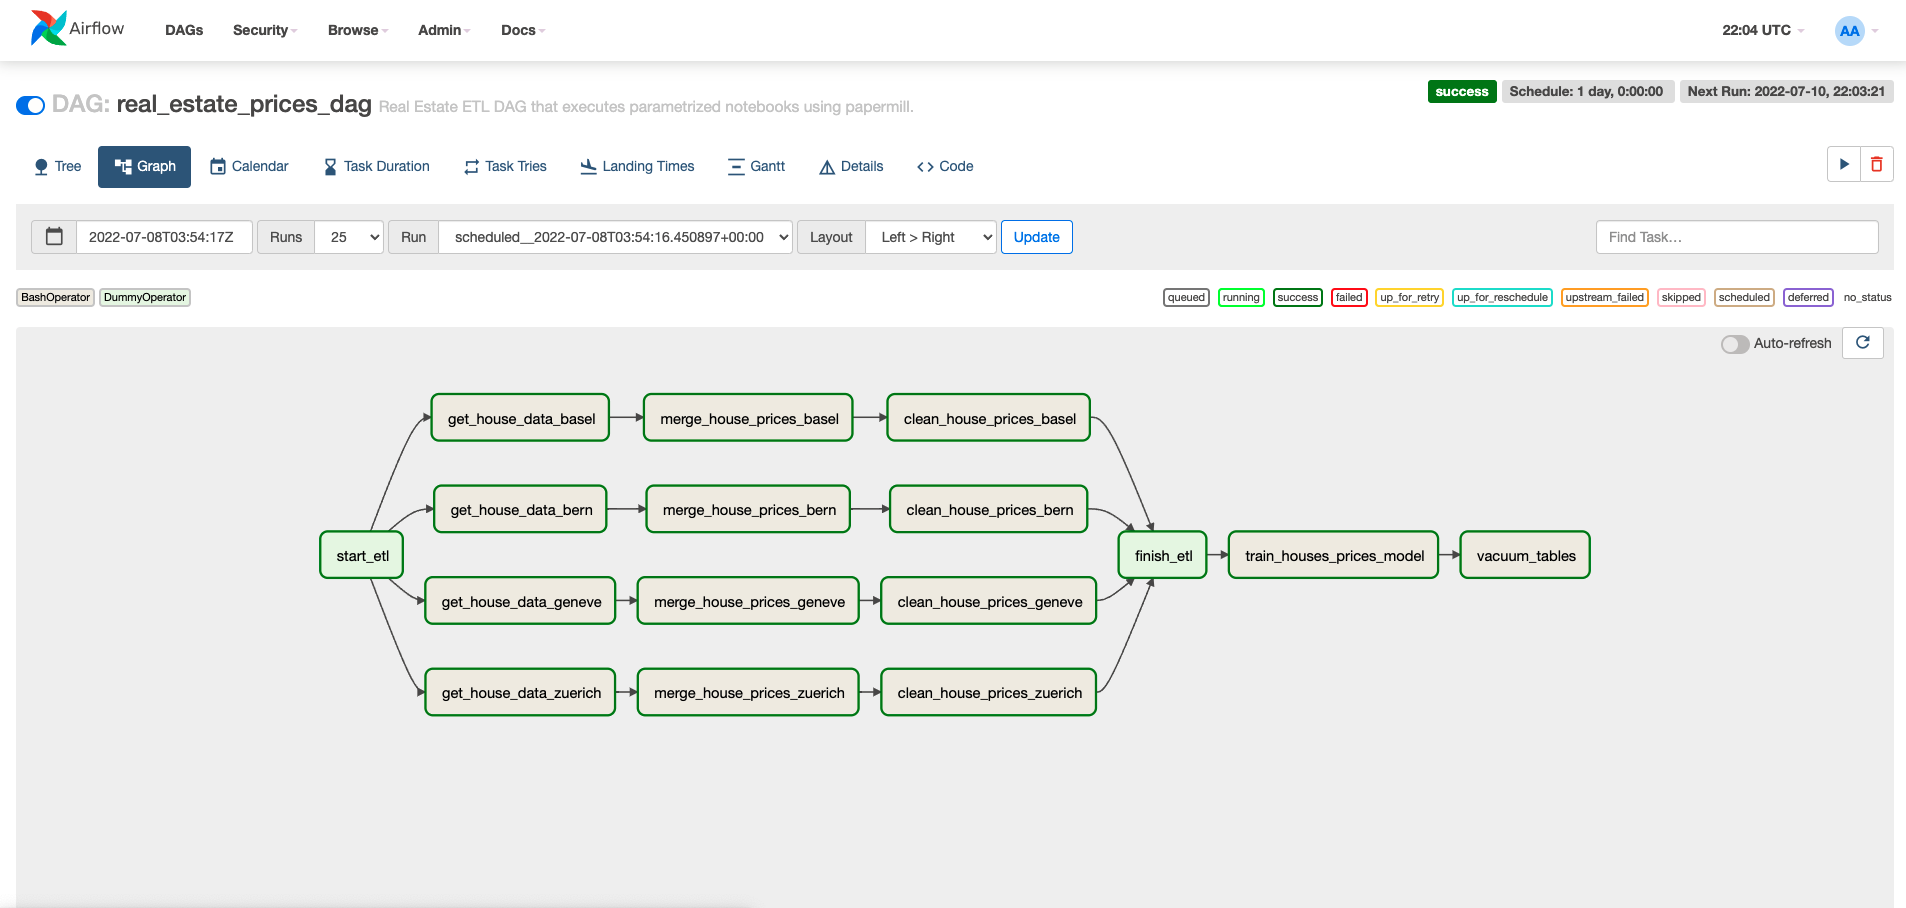 Airflow DAGs Security Browse Admin Docs 22:04 UTC AA
DAG: real_estate_prices_dag Real Estate ETL DAG that executes parametrized notebooks using papermill. success Schedule: 1 day, 0:00:00 Next Run: 2022-07-10, 22:03:21
Tree Graph Calendar Task Duration Task Tries Landing Times Gantt Details <> Code
2022-07-08T03:54:17Z Runs 25 Run scheduled__2022-07-08T03:54:16.450897+00:00 Layout Left > Right Update Find Task...
BashOperator DummyOperator queued running success failed up_for_retry up_for_reschedule upstream_failed skipped scheduled deferred no_status
Auto-refresh
get_house_data_basel merge_house_prices_basel clean_house_prices_basel
get_house_data_bern merge_house_prices_bern clean_house_prices_bern
start_etl finish_etl train_houses_prices_model vacuum_tables
get_house_data_geneve merge_house_prices_geneve clean_house_prices_geneve
get_house_data_zuerich merge_house_prices_zuerich clean_house_prices_zuerich